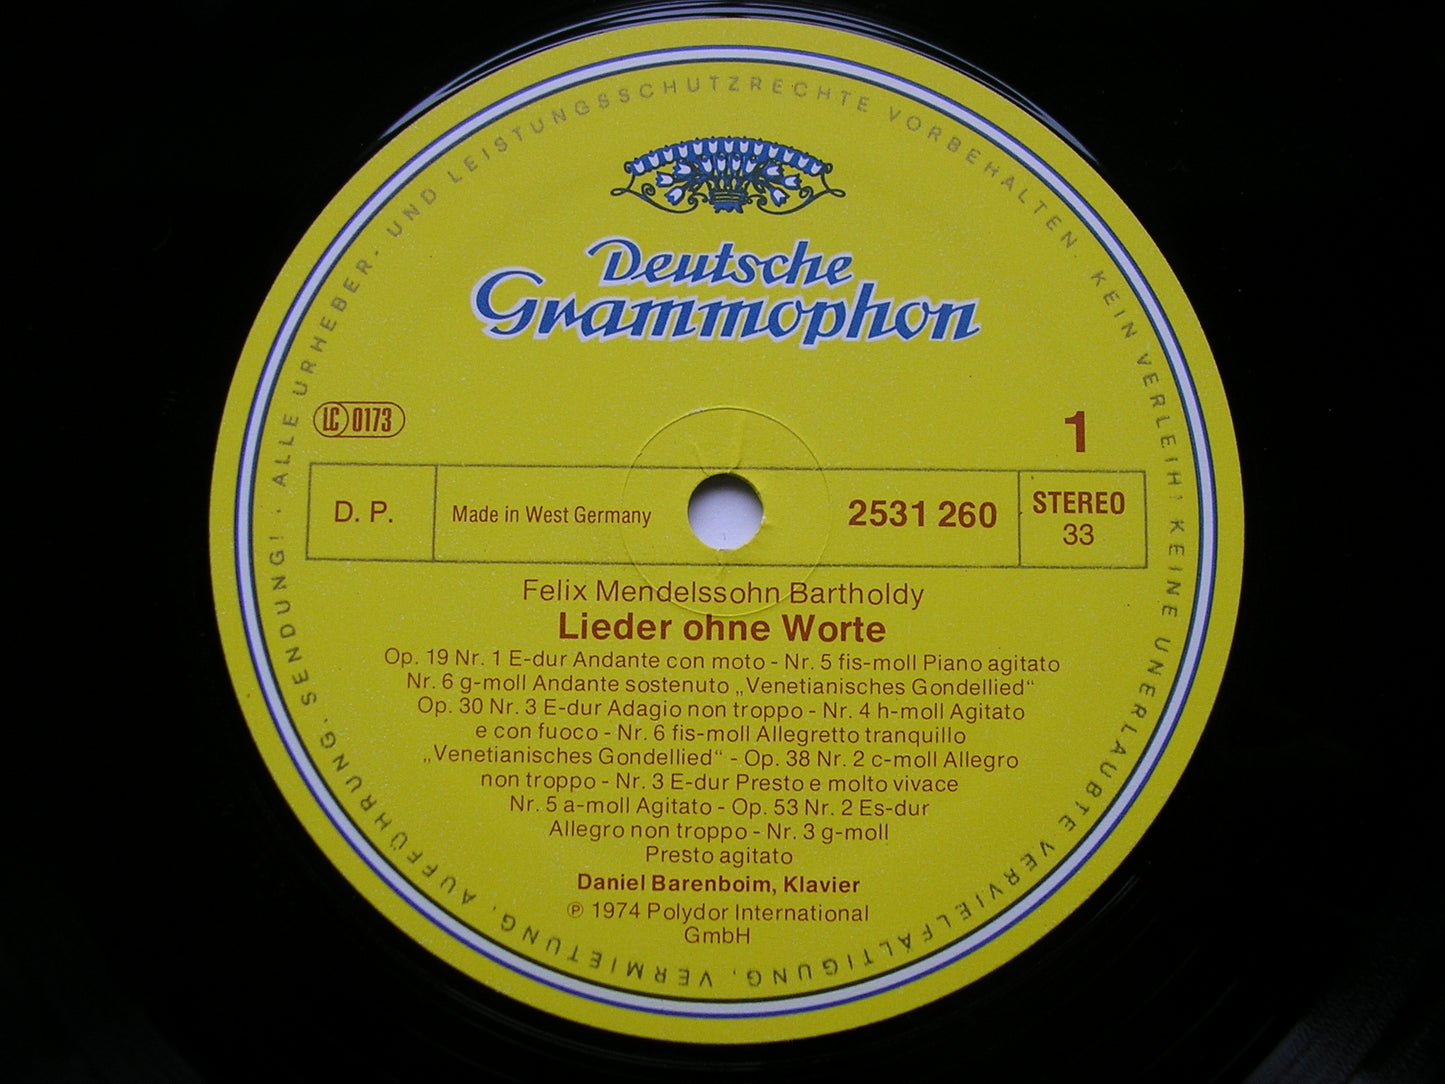 ALLE URHEBER- UND LEISTUNGSSCHUTZRECHTE VORBEHALTEN. KEIN VERLEIH! KEINE UNERLAUBTE VERVIELFÄLTIGUNG, VERMIETUNG, AUFFÜHRUNG, SENDUNG!
Deutsche
Grammophon
LC 0173
1
D. P.
Made in West Germany
2531 260
STEREO
33
Felix Mendelssohn Bartholdy
Lieder ohne Worte
Op. 19 Nr. 1 E-dur Andante con moto - Nr. 5 fis-moll Piano agitato
Nr. 6 g-moll Andante sostenuto „Venetianisches Gondellied“
Op. 30 Nr. 3 E-dur Adagio non troppo - Nr. 4 h-moll Agitato
e con fuoco - Nr. 6 fis-moll Allegretto tranquillo
„Venetianisches Gondellied“ - Op. 38 Nr. 2 c-moll Allegro
non troppo - Nr. 3 E-dur Presto e molto vivace
Nr. 5 a-moll Agitato - Op. 53 Nr. 2 Es-dur
Allegro non troppo - Nr. 3 g-moll
Presto agitato
Daniel Barenboim, Klavier
℗ 1974 Polydor International
GmbH